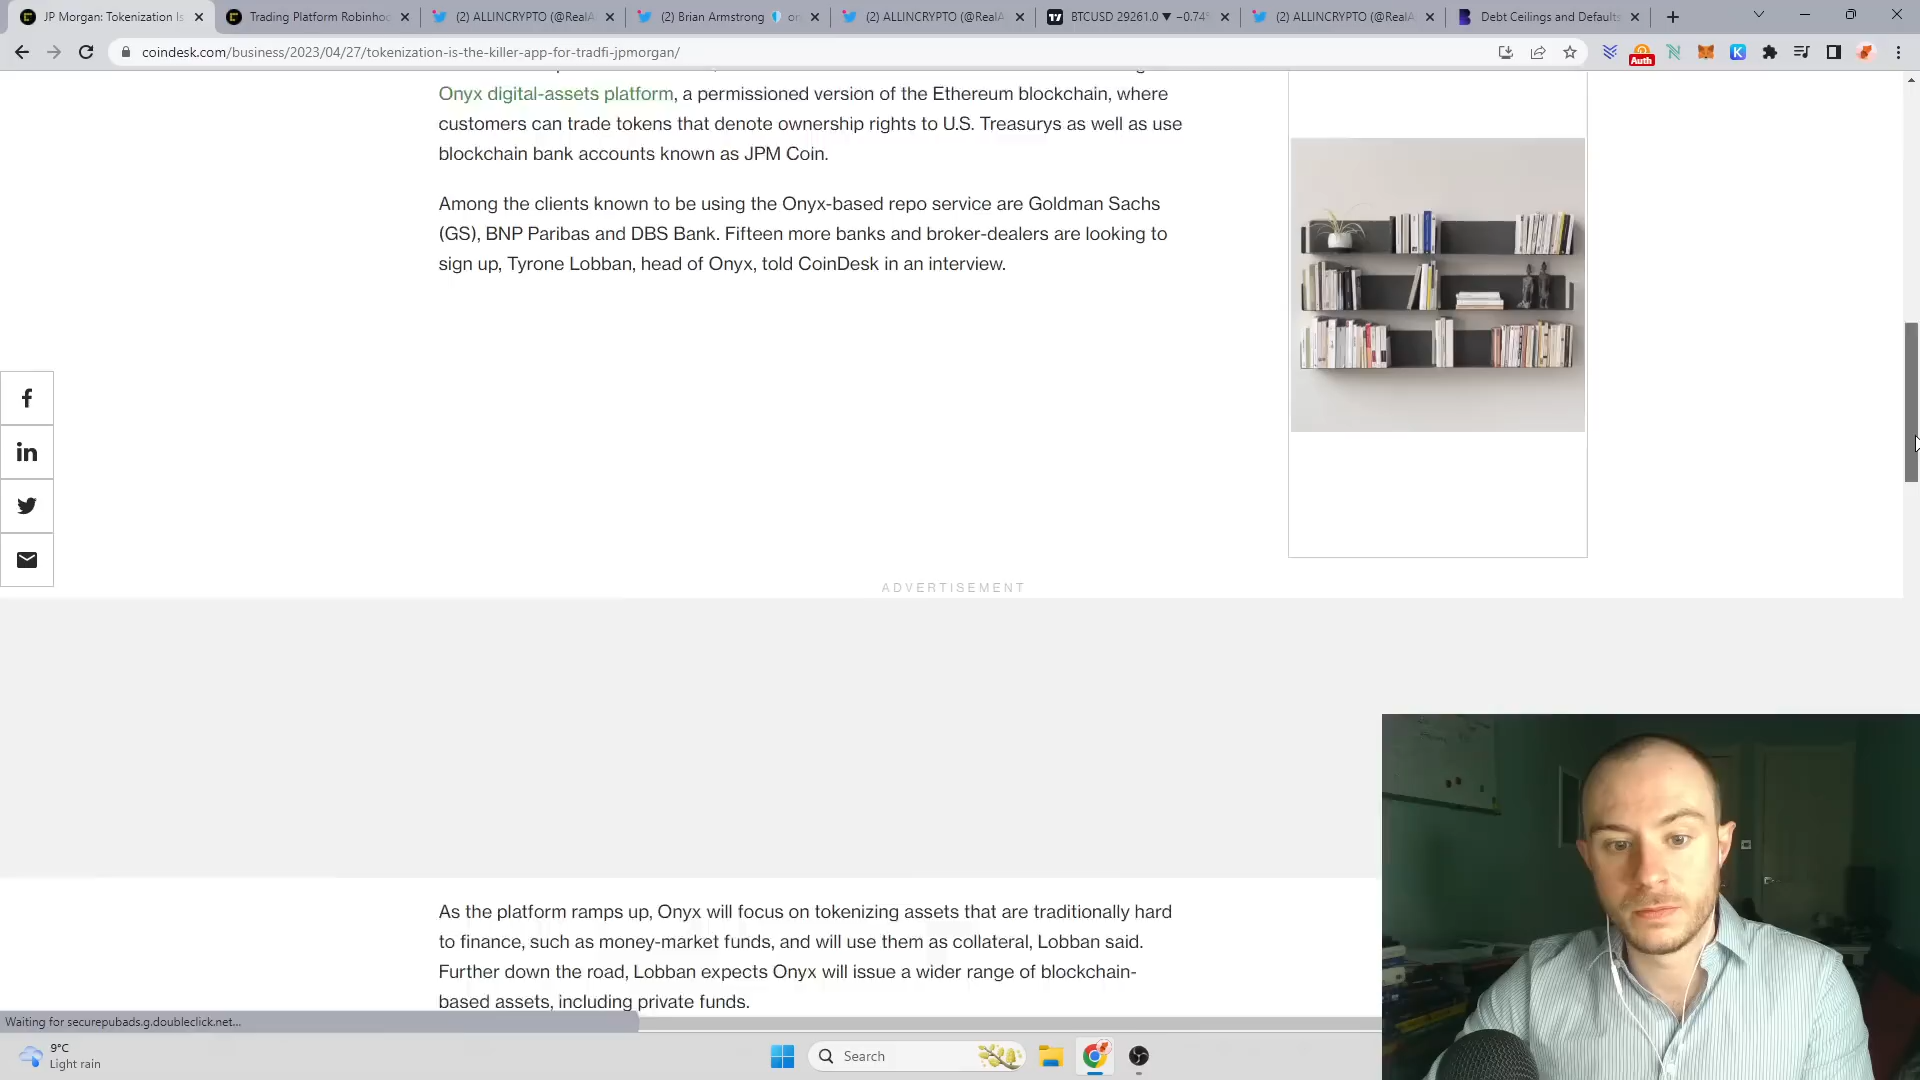 JP Morgan: Tokenization Is
Trading Platform Robinhoo
(2) ALLINCRYPTO (@RealA
(2) Brian Armstrong on
(2) ALLINCRYPTO (@RealA
BTCUSD 29261.0 ▼ −0.74%
(2) ALLINCRYPTO (@RealA
Debt Ceilings and Default
coindesk.com/business/2023/04/27/tokenization-is-the-killer-app-for-tradfi-jpmorgan/
Auth
Onyx digital-assets platform, a permissioned version of the Ethereum blockchain, where
customers can trade tokens that denote ownership rights to U.S. Treasurys as well as use
blockchain bank accounts known as JPM Coin.
Among the clients known to be using the Onyx-based repo service are Goldman Sachs
(GS), BNP Paribas and DBS Bank. Fifteen more banks and broker-dealers are looking to
sign up, Tyrone Lobban, head of Onyx, told CoinDesk in an interview.
ADVERTISEMENT
As the platform ramps up, Onyx will focus on tokenizing assets that are traditionally hard
to finance, such as money-market funds, and will use them as collateral, Lobban said.
Further down the road, Lobban expects Onyx will issue a wider range of blockchain-
based assets, including private funds.
Waiting for securepubads.g.doubleclick.net...
9°C
Light rain
Search